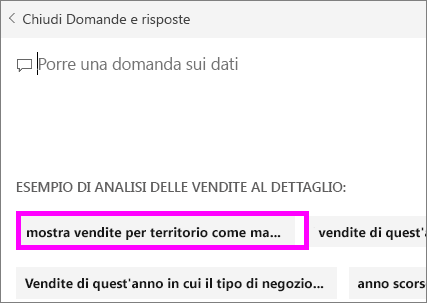 Chiudi Domande e risposte
Porre una domanda sui dati
ESEMPIO DI ANALISI DELLE VENDITE AL DETTAGLIO:
mostra vendite per territorio come ma... vendite di quest'a
Vendite di quest'anno in cui il tipo di negozio... anno scors